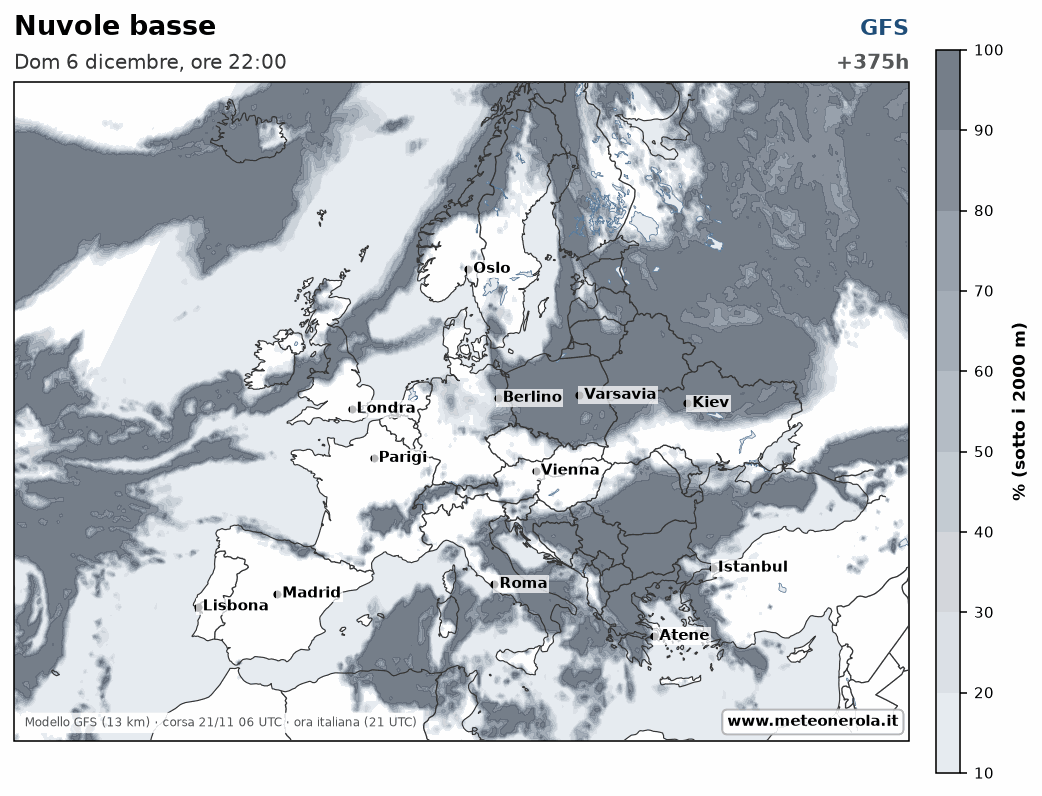 Nuvole basse
GFS
Dom 6 dicembre, ore 22:00
+375h
100
90
80
70
60
50
40
30
20
10
% (sotto i 2000 m)
Oslo
Berlino
Varsavia
Kiev
Londra
Parigi
Vienna
Istanbul
Roma
Madrid
Lisbona
Atene
Modello GFS (13 km) · corsa 21/11 06 UTC · ora italiana (21 UTC)
www.meteonerola.it